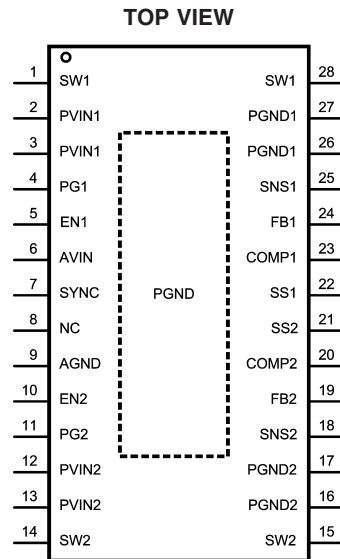 TOP VIEW
1 SW1 SW1 28
2 PVIN1 PGND1 27
3 PVIN1 PGND1 26
4 PG1 SNS1 25
5 EN1 FB1 24
6 AVIN COMP1 23
7 SYNC PGND SS1 22
8 NC SS2 21
9 AGND COMP2 20
10 EN2 FB2 19
11 PG2 SNS2 18
12 PVIN2 PGND2 17
13 PVIN2 PGND2 16
14 SW2 SW2 15